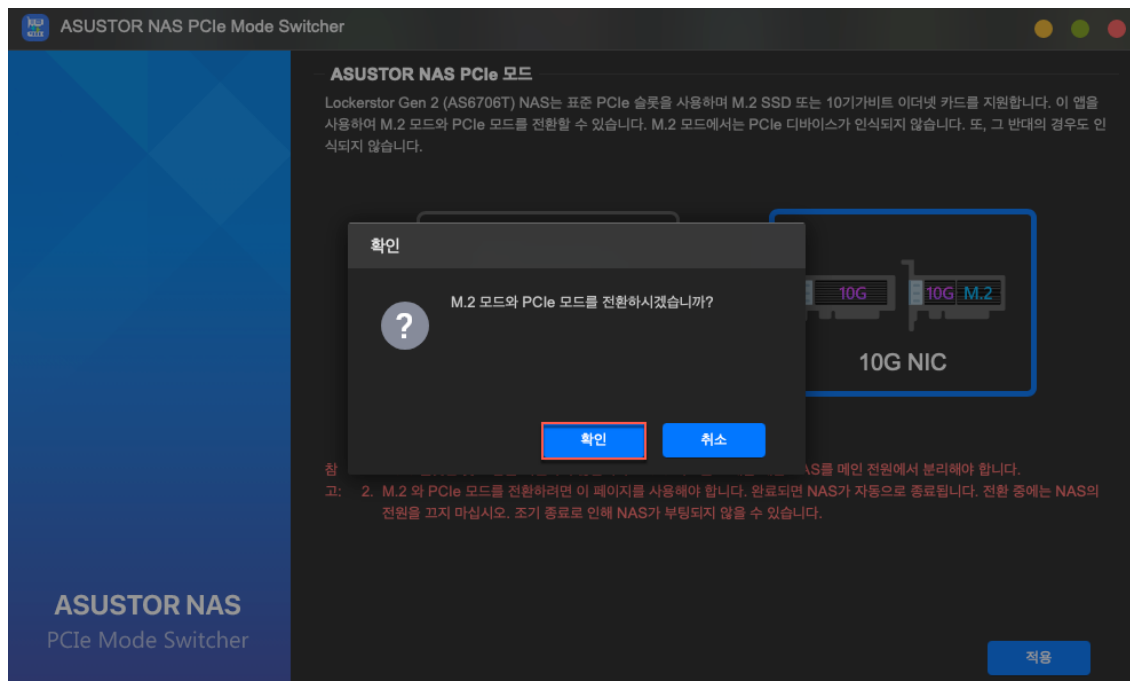 ASUSTOR NAS PCIe Mode Switcher
ASUSTOR NAS PCIe 모드
Lockerstor Gen 2 (AS6706T) NAS는 표준 PCIe 슬롯을 사용하며 M.2 SSD 또는 10기가비트 이더넷 카드를 지원합니다. 이 앱을
사용하여 M.2 모드와 PCIe 모드를 전환할 수 있습니다. M.2 모드에서는 PCIe 디바이스가 인식되지 않습니다. 또, 그 반대의 경우도 인
식되지 않습니다.
확인
M.2 모드와 PCIe 모드를 전환하시겠습니까?
10G
10G M.2
10G NIC
확인
취소
참
NAS를 메인 전원에서 분리해야 합니다.
고: 2. M.2 와 PCIe 모드를 전환하려면 이 페이지를 사용해야 합니다. 완료되면 NAS가 자동으로 종료됩니다. 전환 중에는 NAS의
전원을 끄지 마십시오. 조기 종료로 인해 NAS가 부팅되지 않을 수 있습니다.
ASUSTOR NAS
PCIe Mode Switcher
적용